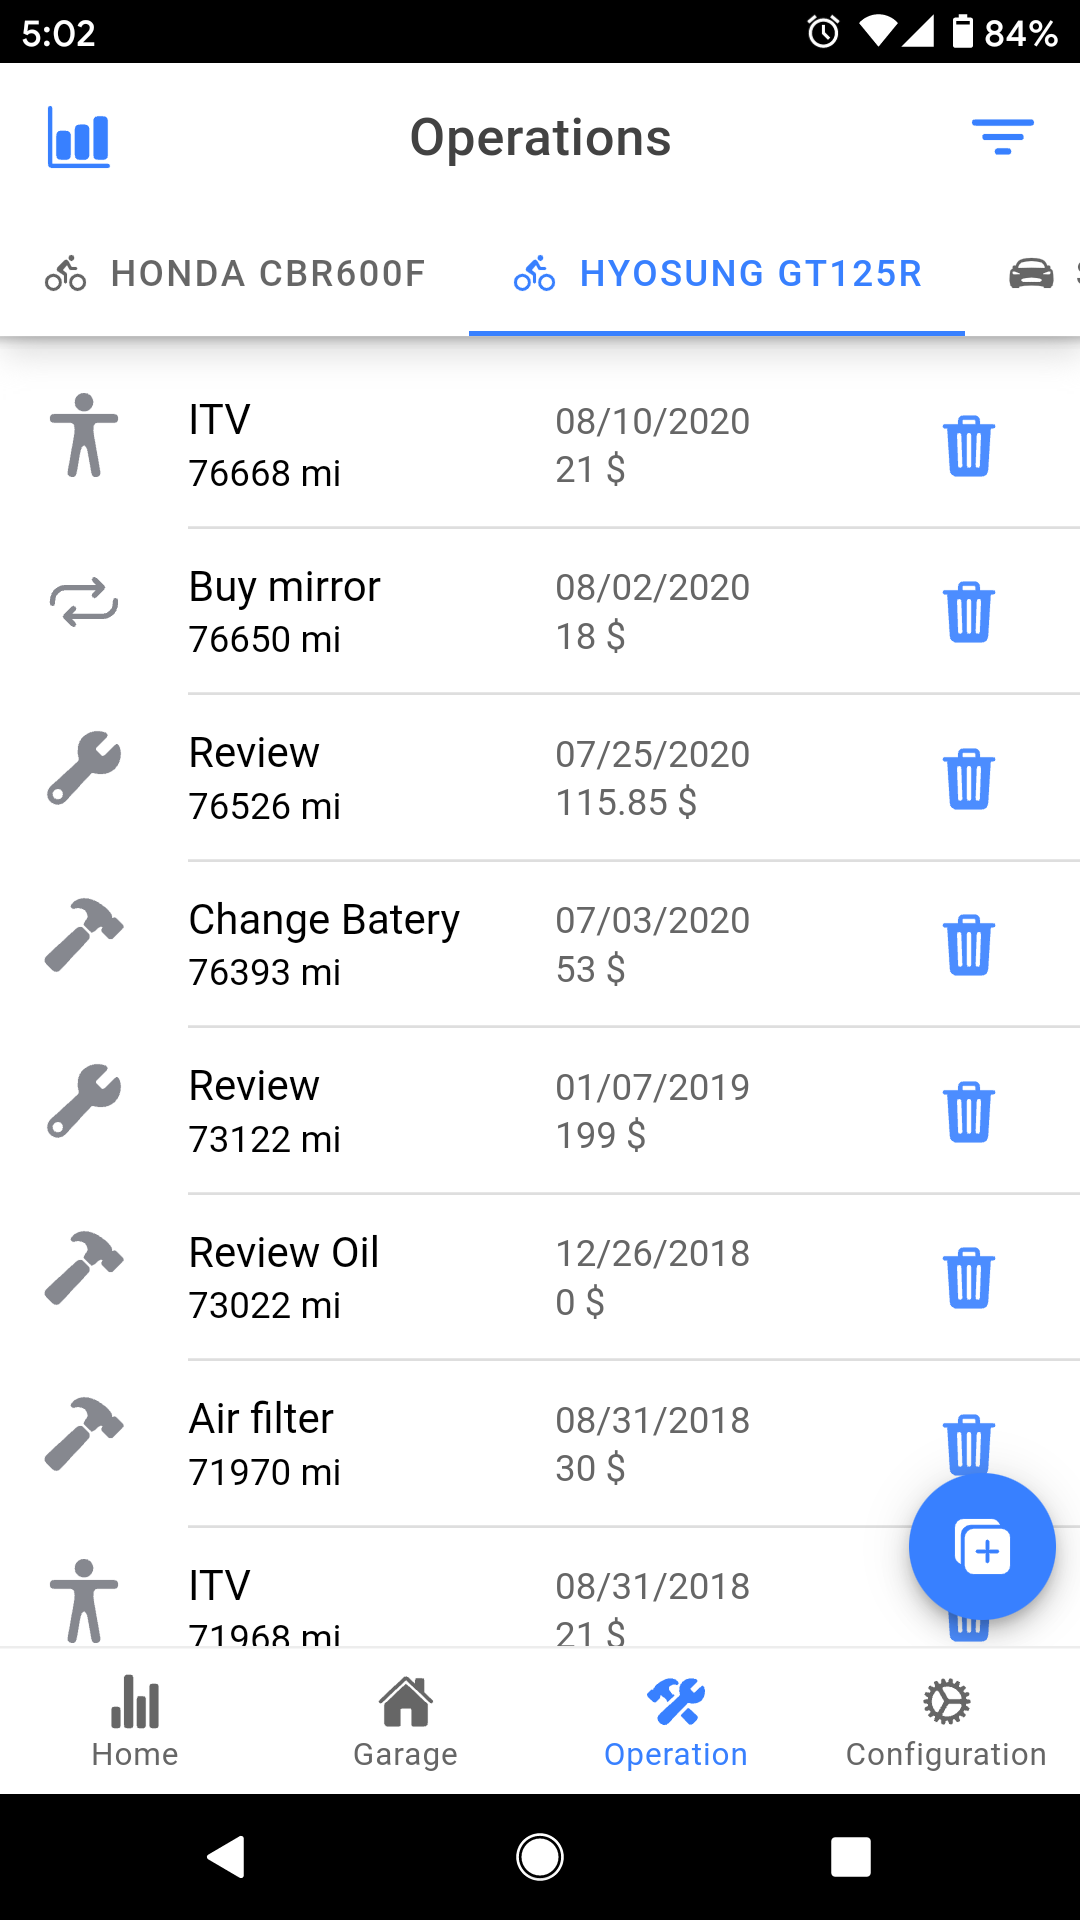 5:02
84%
Operations
HONDA CBR600F
HYOSUNG GT125R
ITV
08/10/2020
76668 mi
21 $
Buy mirror
08/02/2020
76650 mi
18 $
Review
07/25/2020
76526 mi
115.85 $
Change Batery
07/03/2020
76393 mi
53 $
Review
01/07/2019
73122 mi
199 $
Review Oil
12/26/2018
73022 mi
0 $
Air filter
08/31/2018
71970 mi
30 $
ITV
08/31/2018
71968 mi
21 $
Home
Garage
Operation
Configuration